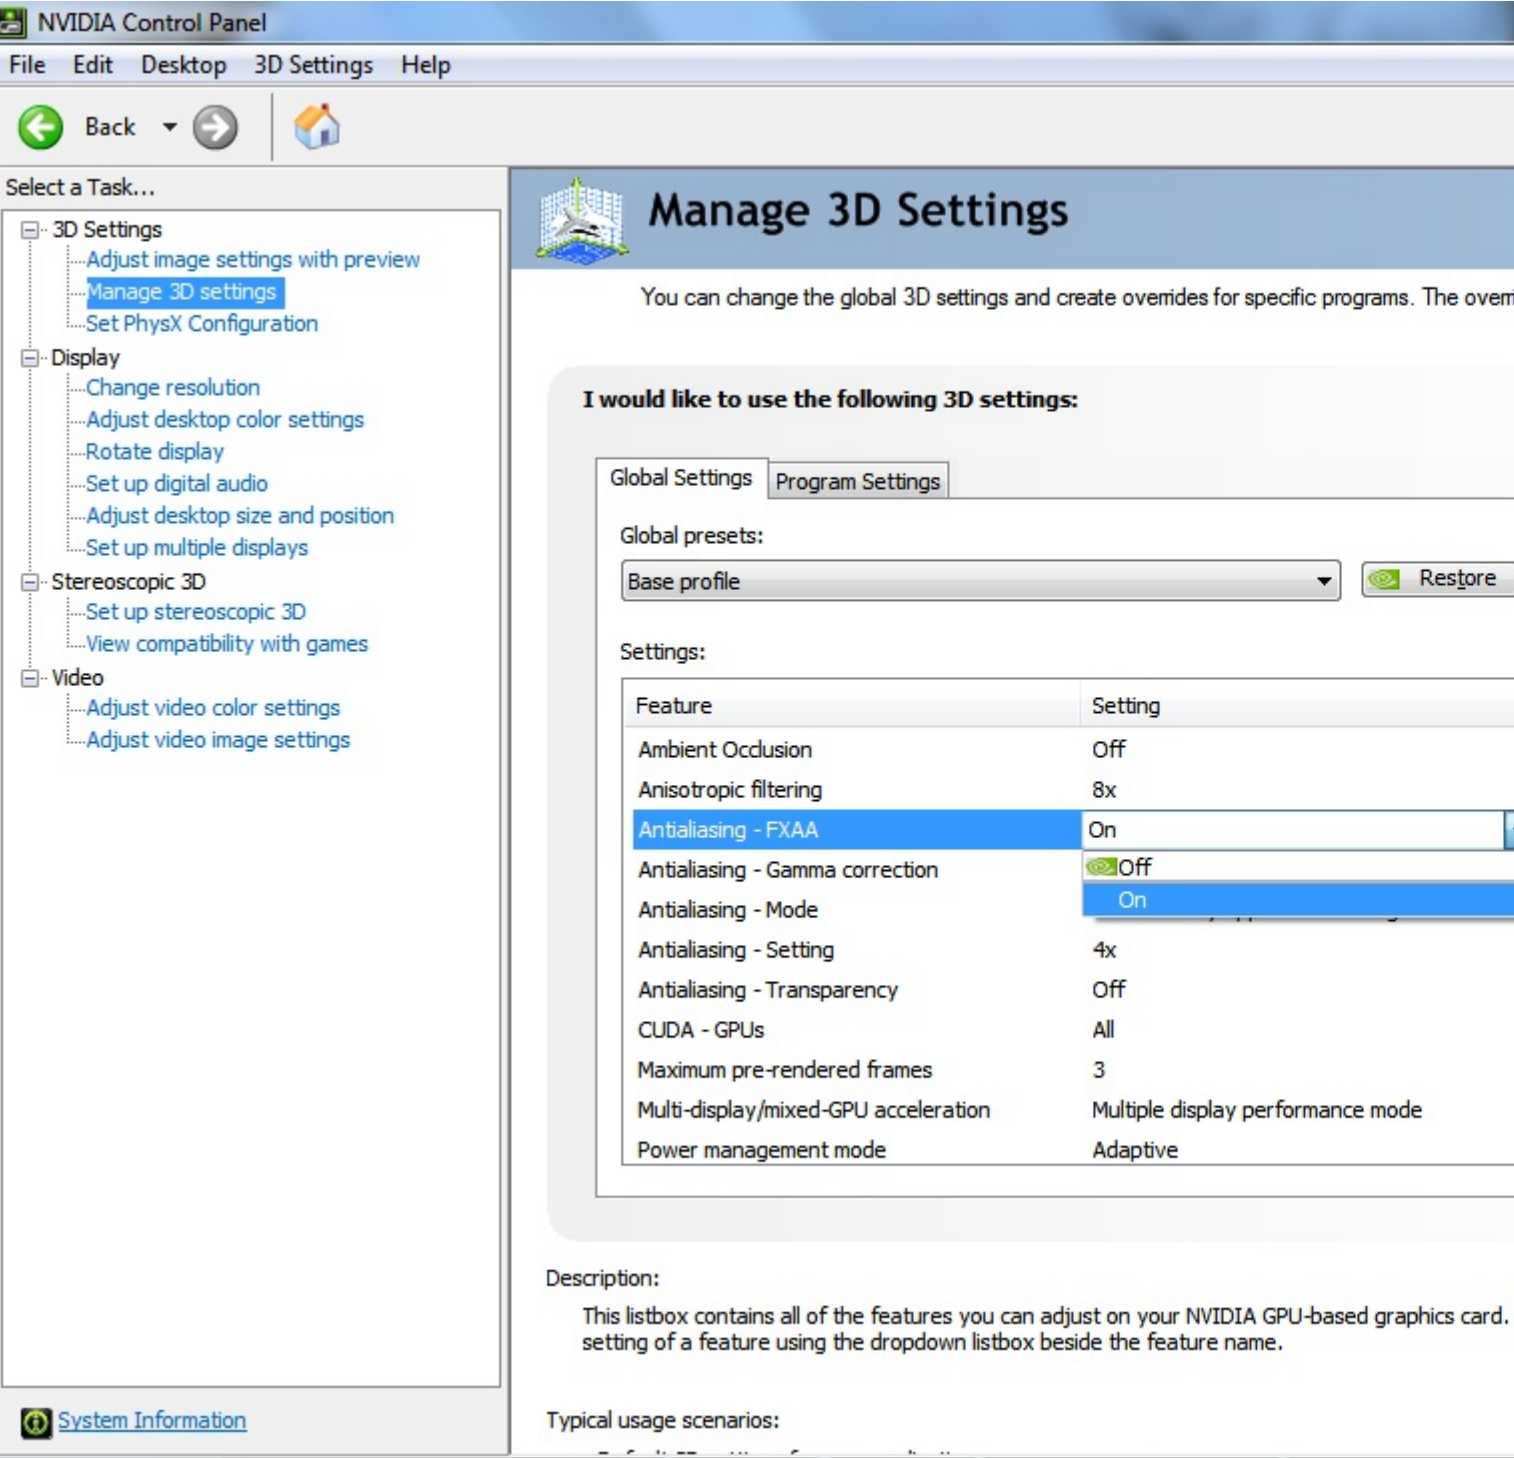 NVIDIA Control Panel
File Edit Desktop 3D Settings Help
Back
Select a Task...
3D Settings
Adjust image settings with preview
Manage 3D settings
Set PhysX Configuration
Display
Change resolution
Adjust desktop color settings
Rotate display
Set up digital audio
Adjust desktop size and position
Set up multiple displays
Stereoscopic 3D
Set up stereoscopic 3D
View compatibility with games
Video
Adjust video color settings
Adjust video image settings
System Information
Manage 3D Settings
You can change the global 3D settings and create overrides for specific programs. The overri
I would like to use the following 3D settings:
Global Settings Program Settings
Global presets:
Base profile Restore
Settings:
Feature Setting
Ambient Occlusion Off
Anisotropic filtering 8x
Antialiasing - FXAA On
Off
Antialiasing - Gamma correction
On
Antialiasing - Mode
Antialiasing - Setting 4x
Antialiasing - Transparency Off
CUDA - GPUs All
Maximum pre-rendered frames 3
Multi-display/mixed-GPU acceleration Multiple display performance mode
Power management mode Adaptive
Description:
This listbox contains all of the features you can adjust on your NVIDIA GPU-based graphics card.
setting of a feature using the dropdown listbox beside the feature name.
Typical usage scenarios: